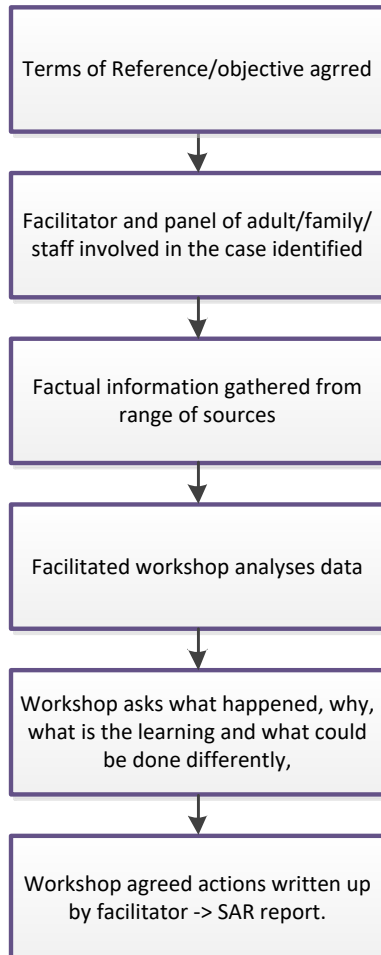 Terms of Reference/objective agrred
Facilitator and panel of adult/family/
staff involved in the case identified
Factual information gathered from
range of sources
Facilitated workshop analyses data
Workshop asks what happened, why,
what is the learning and what could
be done differently,
Workshop agreed actions written up
by facilitator -> SAR report.